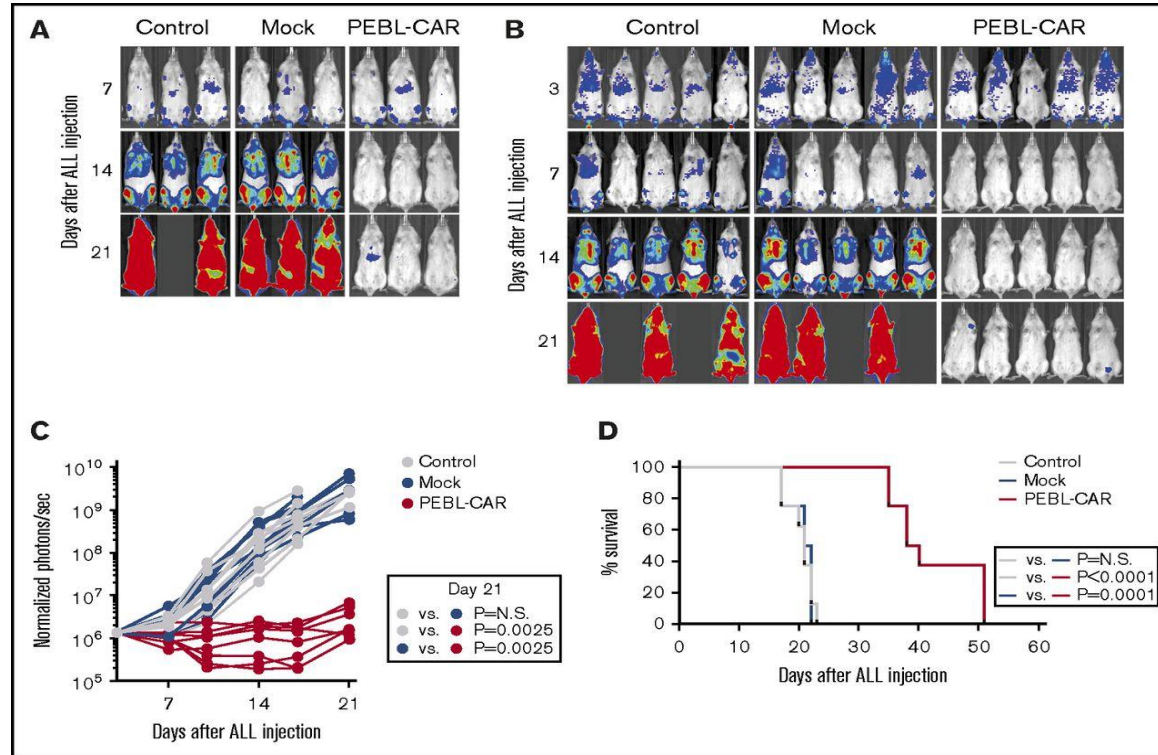 A
Control Mock PEBL-CAR
Days after ALL injection
7
14
21
B
Control Mock PEBL-CAR
Days after ALL injection
3
7
14
21
C
Normalized photons/sec
10^10
10^9
10^8
10^7
10^6
10^5
7 14 21
Days after ALL injection
Control
Mock
PEBL-CAR
Day 21
vs. P=N.S.
vs. P=0.0025
vs. P=0.0025
D
% survival
100
80
60
40
20
0
0 10 20 30 40 50 60
Days after ALL injection
Control
Mock
PEBL-CAR
vs. P=N.S.
vs. P<0.0001
vs. P=0.0001